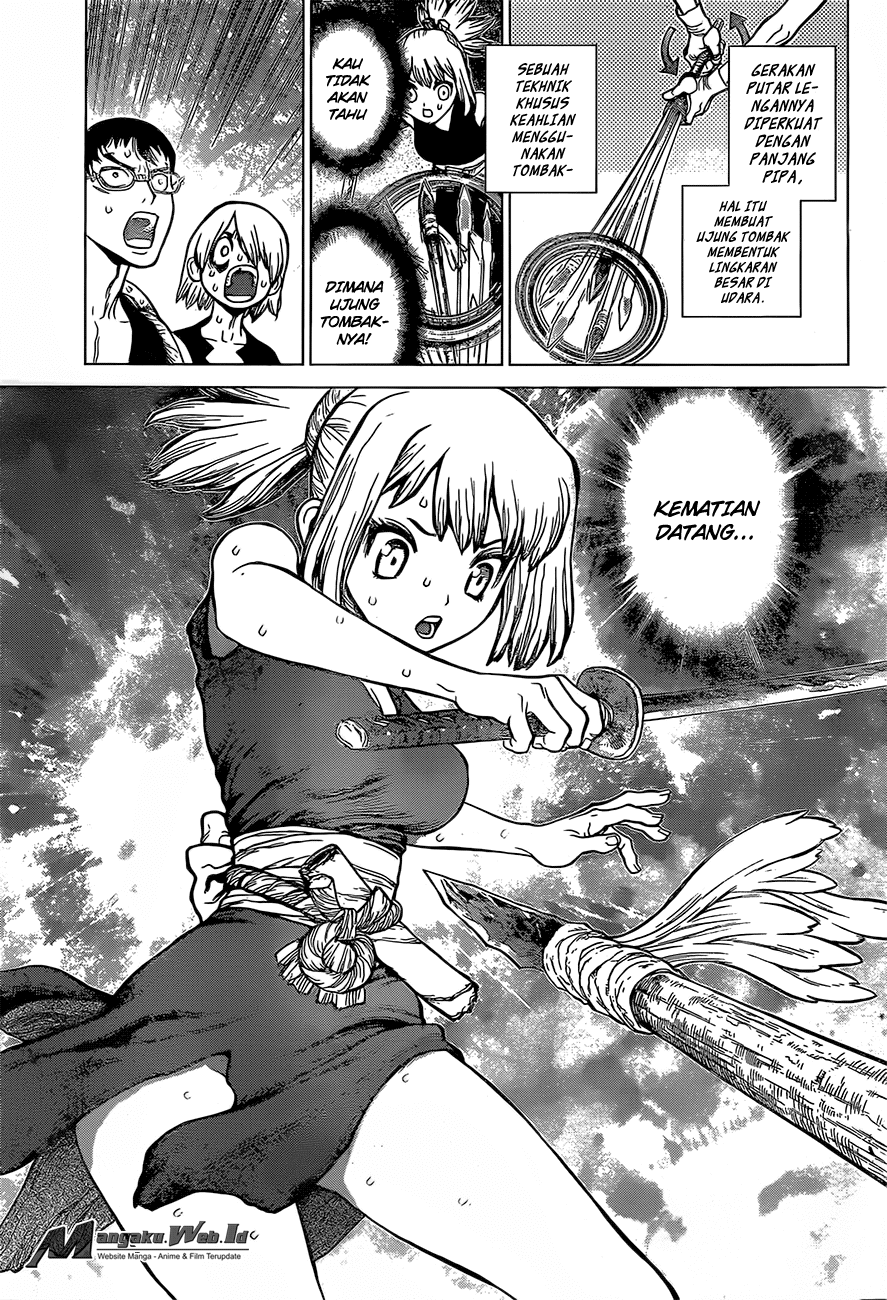 GERAKAN
PUTAR LE-
NGANNYA
DIPERKUAT
DENGAN
PANJANG
PIPA,
HAL ITU
MEMBUAT
UJUNG TOMBAK
MEMBENTUK
LINGKARAN
BESAR DI
UDARA.
SEBUAH
TEKHNIK
KHUSUS
KEAHLIAN
MENGGU-
NAKAN
TOMBAK-
KAU
TIDAK
AKAN
TAHU
DIMANA
UJUNG
TOMBAK-
NYA!
KEMATIAN
DATANG...
Mangaku.Web.Id
Website Manga - Anime & Film Terupdate